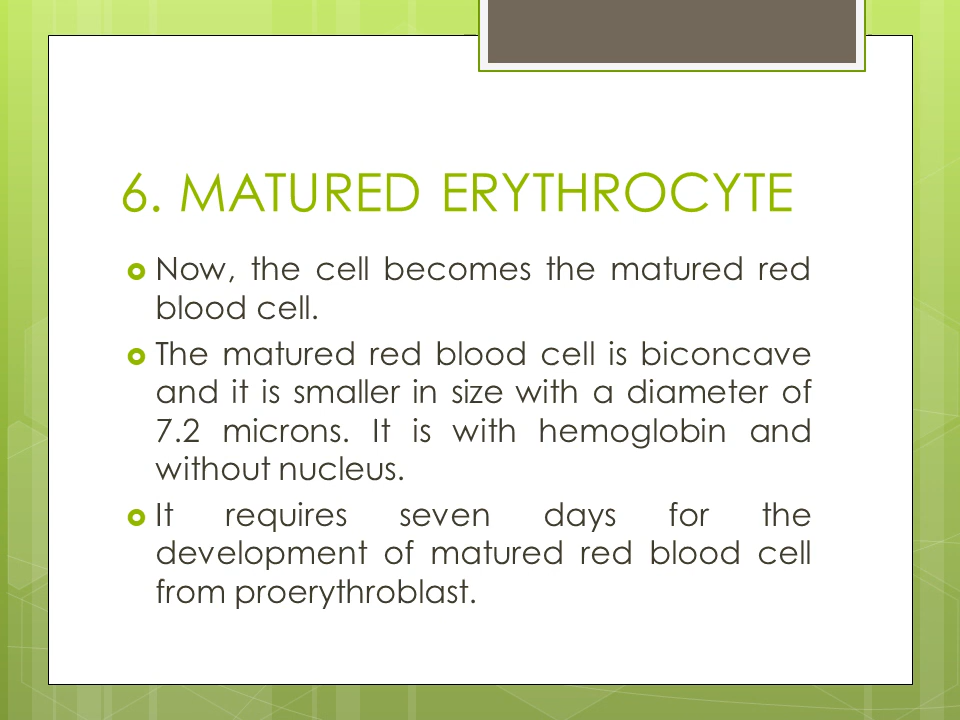 6. MATURED ERYTHROCYTE
Now, the cell becomes the matured red
blood cell.
The matured red blood cell is biconcave
and it is smaller in size with a diameter of
7.2 microns. It is with hemoglobin and
without nucleus.
It requires seven days for the
development of matured red blood cell
from proerythroblast.